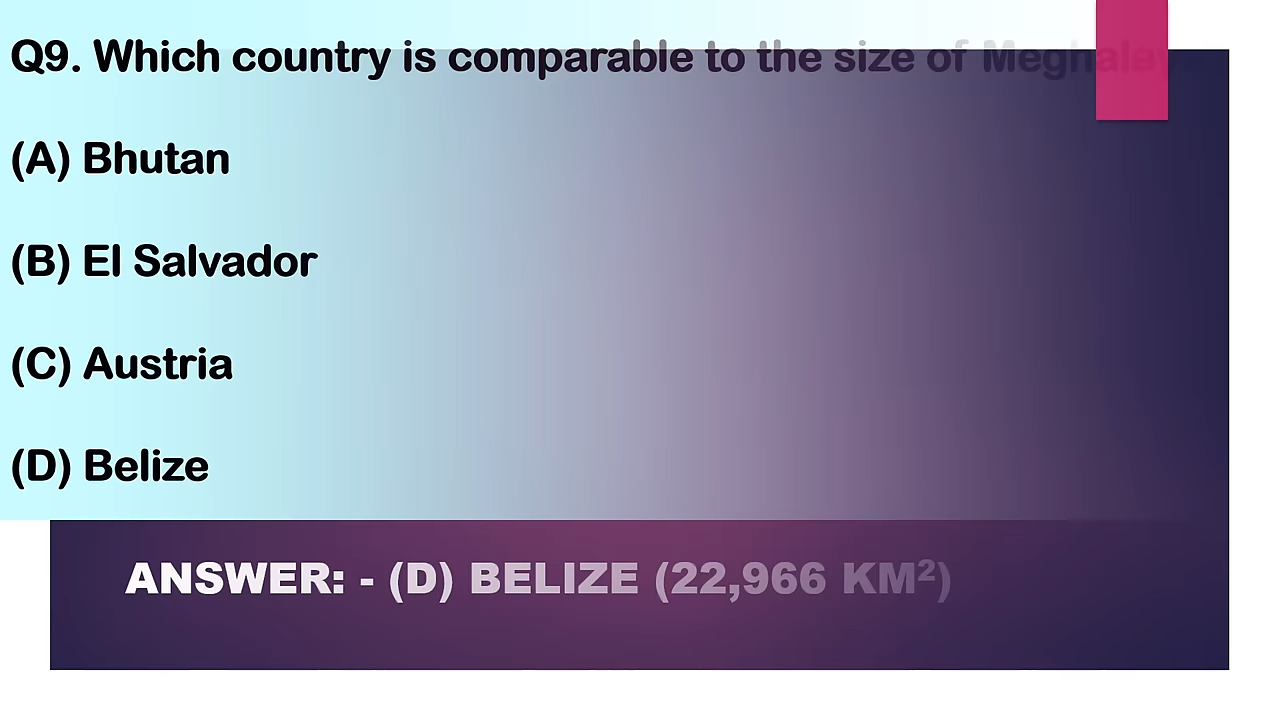 Q9. Which country is comparable to the size of Meghalaya
(A) Bhutan
(B) El Salvador
(C) Austria
(D) Belize
ANSWER: - (D) BELIZE (22,966 KM²)